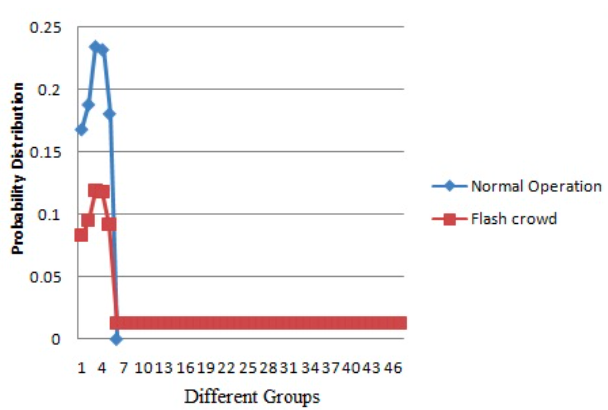 0.25
0.2
0.15
0.1
0.05
0
Probability Distribution
1 4 7 10 13 16 19 22 25 28 31 34 37 40 43 46
Different Groups
Normal Operation
Flash crowd